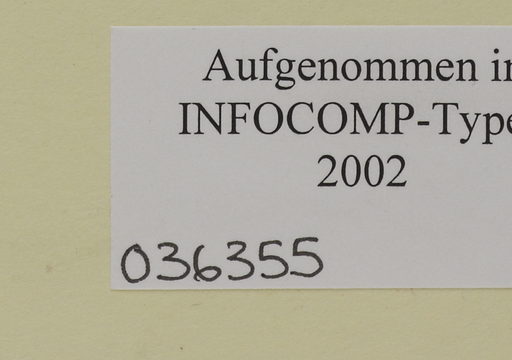 Aufgenommen in
INFOCOMP-Type
2002
036355